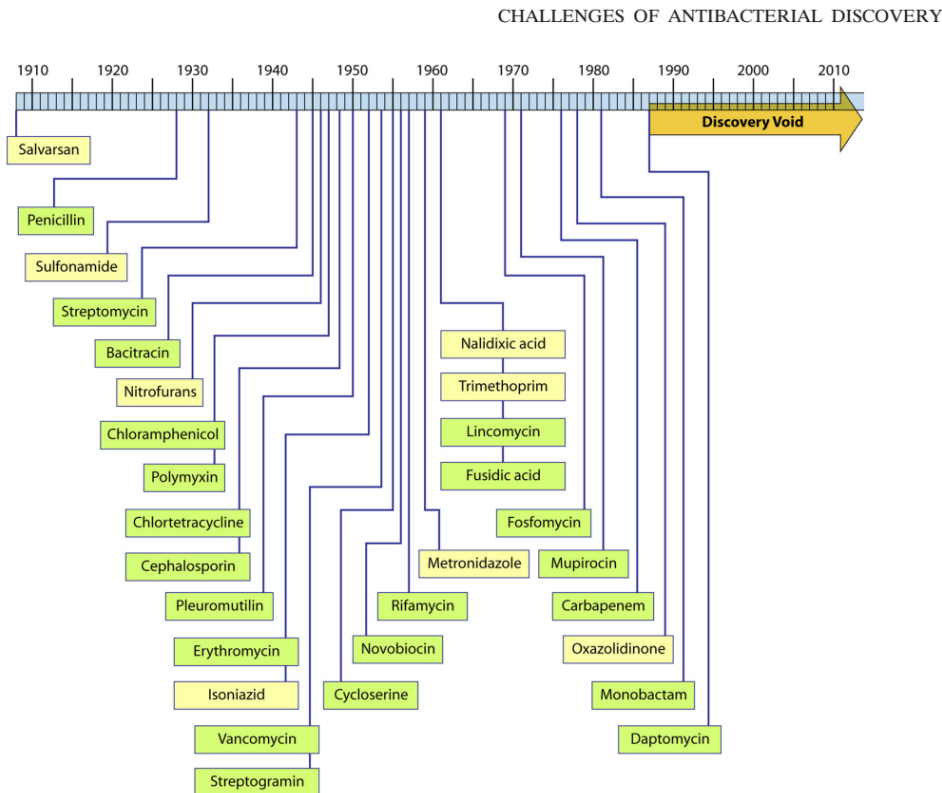 CHALLENGES OF ANTIBACTERIAL DISCOVERY
1910 1920 1930 1940 1950 1960 1970 1980 1990 2000 2010
Discovery Void
Salvarsan
Penicillin
Sulfonamide
Streptomycin
Bacitracin
Nitrofurans
Chloramphenicol
Polymyxin
Chlortetracycline
Cephalosporin
Pleuromutilin
Erythromycin
Isoniazid
Vancomycin
Streptogramin
Cycloserine
Novobiocin
Rifamycin
Metronidazole
Nalidixic acid
Trimethoprim
Lincomycin
Fusidic acid
Fosfomycin
Mupirocin
Carbapenem
Oxazolidinone
Monobactam
Daptomycin